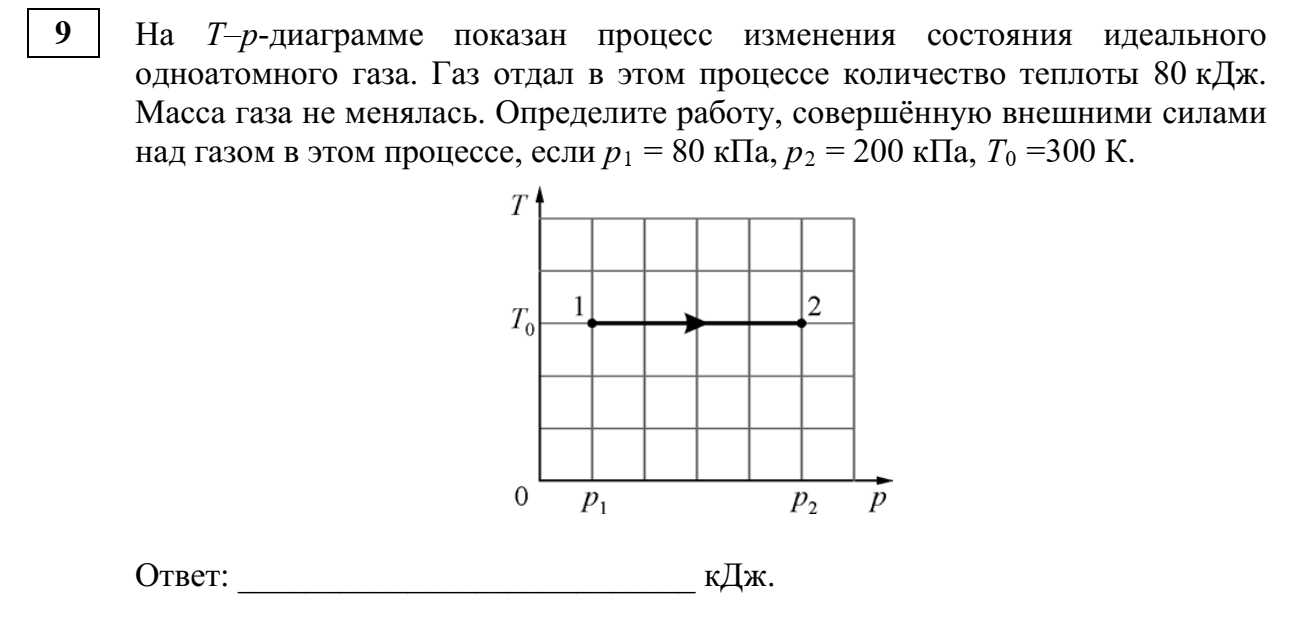 9
На T–p-диаграмме показан процесс изменения состояния идеального
одноатомного газа. Газ отдал в этом процессе количество теплоты 80 кДж.
Масса газа не менялась. Определите работу, совершённую внешними силами
над газом в этом процессе, если p₁ = 80 кПа, p₂ = 200 кПа, T₀ =300 К.
T
1
2
T₀
0
p₁
p₂
p
Ответ: ___________________________ кДж.